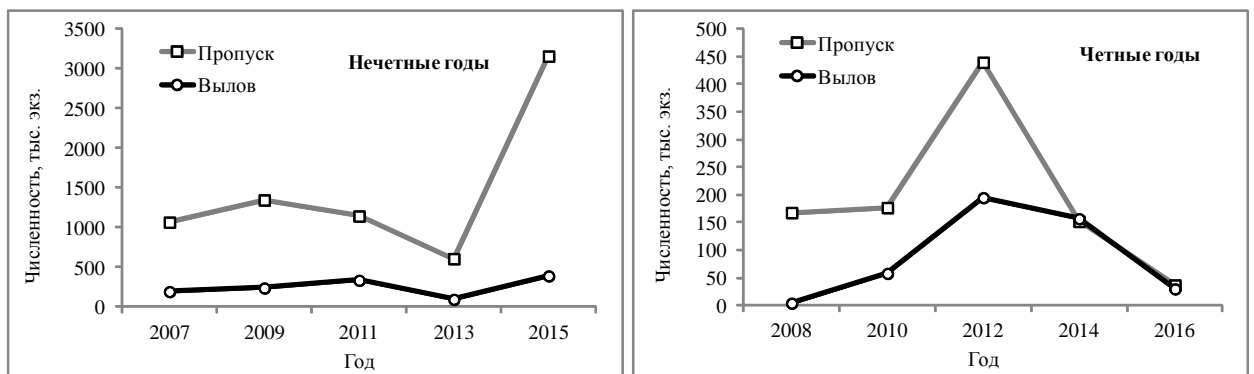 3500
3000
2500
2000
1500
1000
500
0
Численность, тыс. экз.
Пропуск
Вылов
Нечетные годы
2007 2009 2011 2013 2015
Год
500
450
400
350
300
250
200
150
100
50
0
Численность, тыс. экз.
Пропуск
Вылов
Четные годы
2008 2010 2012 2014 2016
Год